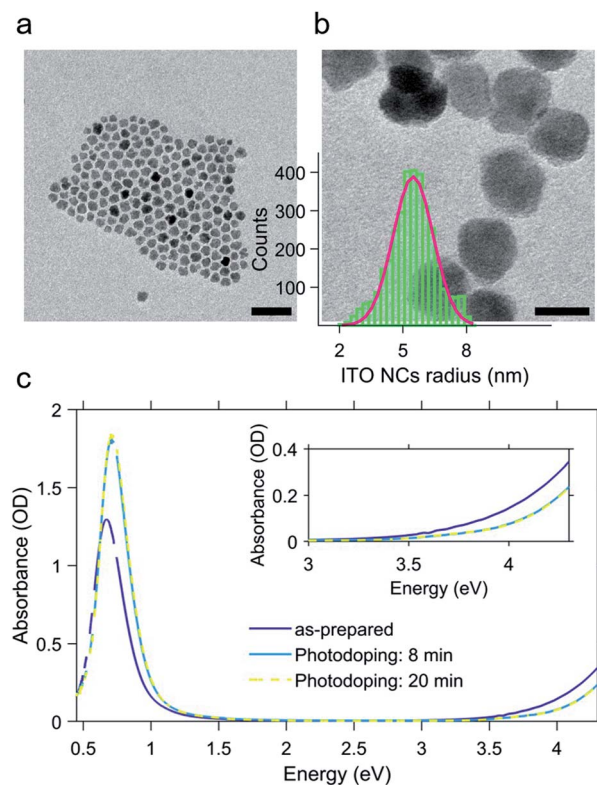 a
b
400
300
200
100
Counts
2
5
8
ITO NCs radius (nm)
c
2
1.5
1
0.5
0
Absorbance (OD)
0.5
1
1.5
2
2.5
3
3.5
4
Energy (eV)
0.4
0.2
0
Absorbance (OD)
3
3.5
4
Energy (eV)
as-prepared
Photodoping: 8 min
Photodoping: 20 min